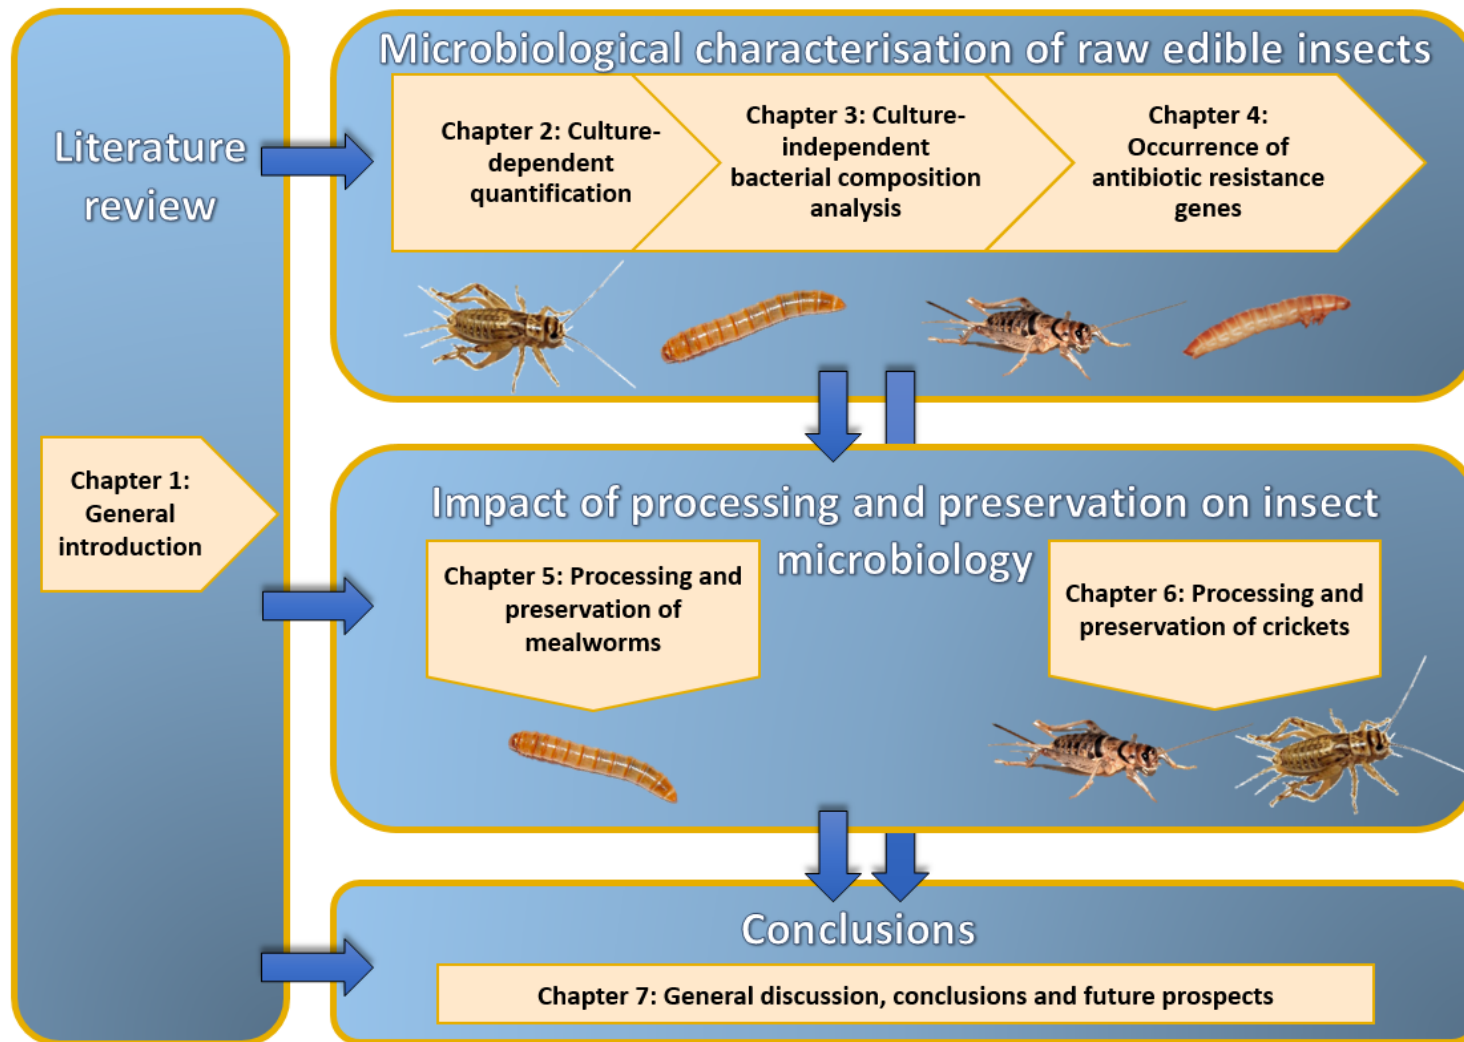 Literature
review
Chapter 1:
General
introduction
Microbiological characterisation of raw edible insects
Chapter 2: Culture-
dependent
quantification
Chapter 3: Culture-
independent
bacterial composition
analysis
Chapter 4:
Occurrence of
antibiotic resistance
genes
Impact of processing and preservation on insect
microbiology
Chapter 5: Processing and
preservation of
mealworms
Chapter 6: Processing and
preservation of crickets
Conclusions
Chapter 7: General discussion, conclusions and future prospects